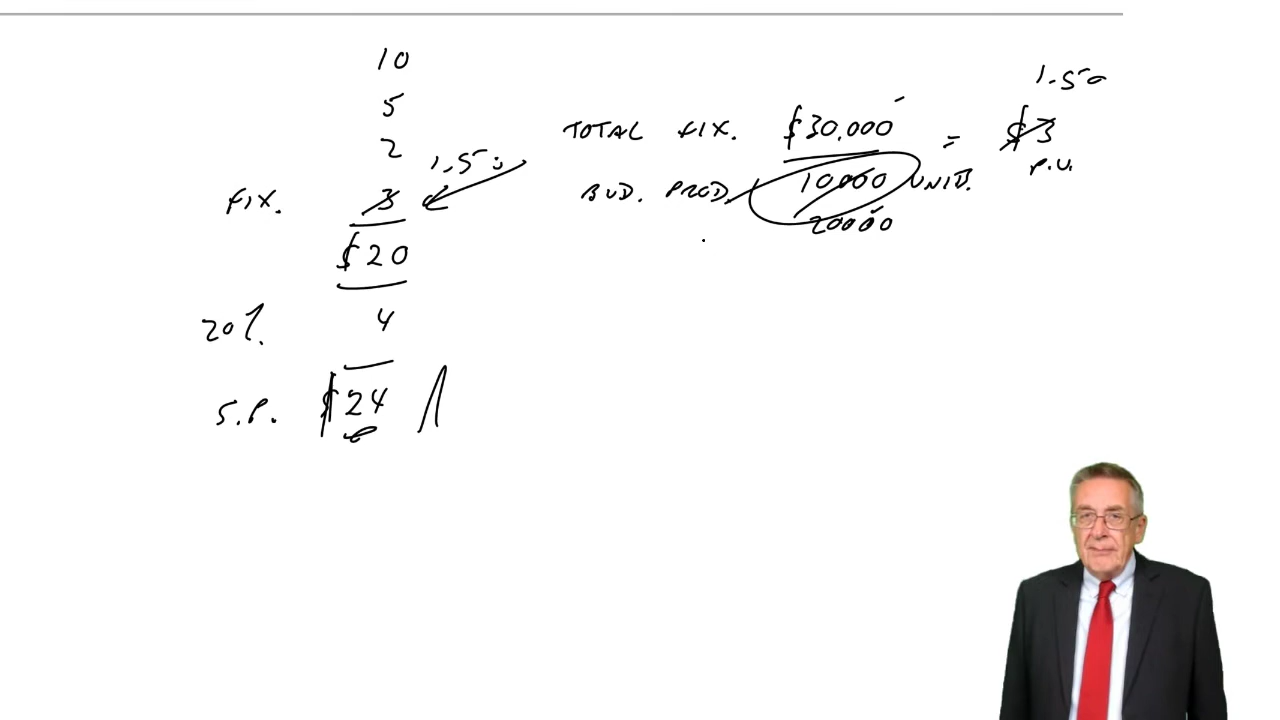 10
5
2
1.50
FIX. 3
$20
20% 4
S.P. $24
TOTAL FIX. $30,000 = $3
1.50
P.U.
BUD. PROD. 10000 UNITS.
20000